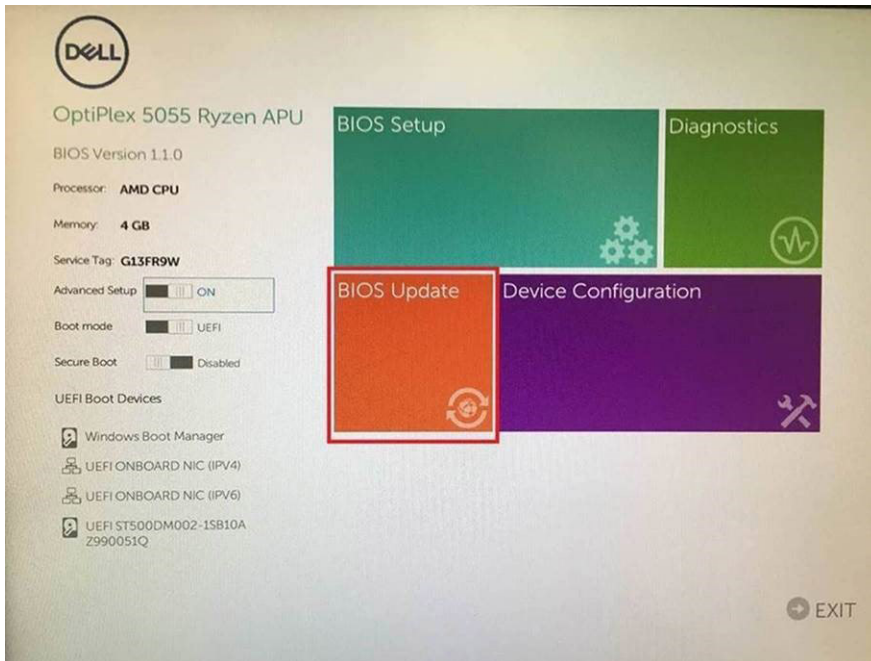 DELL
OptiPlex 5055 Ryzen APU
BIOS Version 1.1.0
Processor: AMD CPU
Memory: 4 GB
Service Tag: G13FR9W
Advanced Setup ON
Boot mode UEFI
Secure Boot Disabled
UEFI Boot Devices
Windows Boot Manager
UEFI ONBOARD NIC (IPV4)
UEFI ONBOARD NIC (IPV6)
UEFI ST500DM002-1SB10A
Z990051Q
BIOS Setup
Diagnostics
BIOS Update
Device Configuration
EXIT